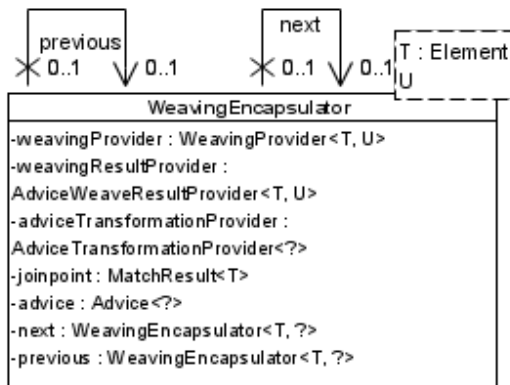 previous
next
0..1
0..1
0..1
0..1
T : Element
U
WeavingEncapsulator
-weavingProvider : WeavingProvider<T, U>
-weavingResultProvider :
AdviceWeaveResultProvider<T, U>
-adviceTransformationProvider :
AdviceTransformationProvider<?>
-joinpoint : MatchResult<T>
-advice : Advice<?>
-next : WeavingEncapsulator<T, ?>
-previous : WeavingEncapsulator<T, ?>